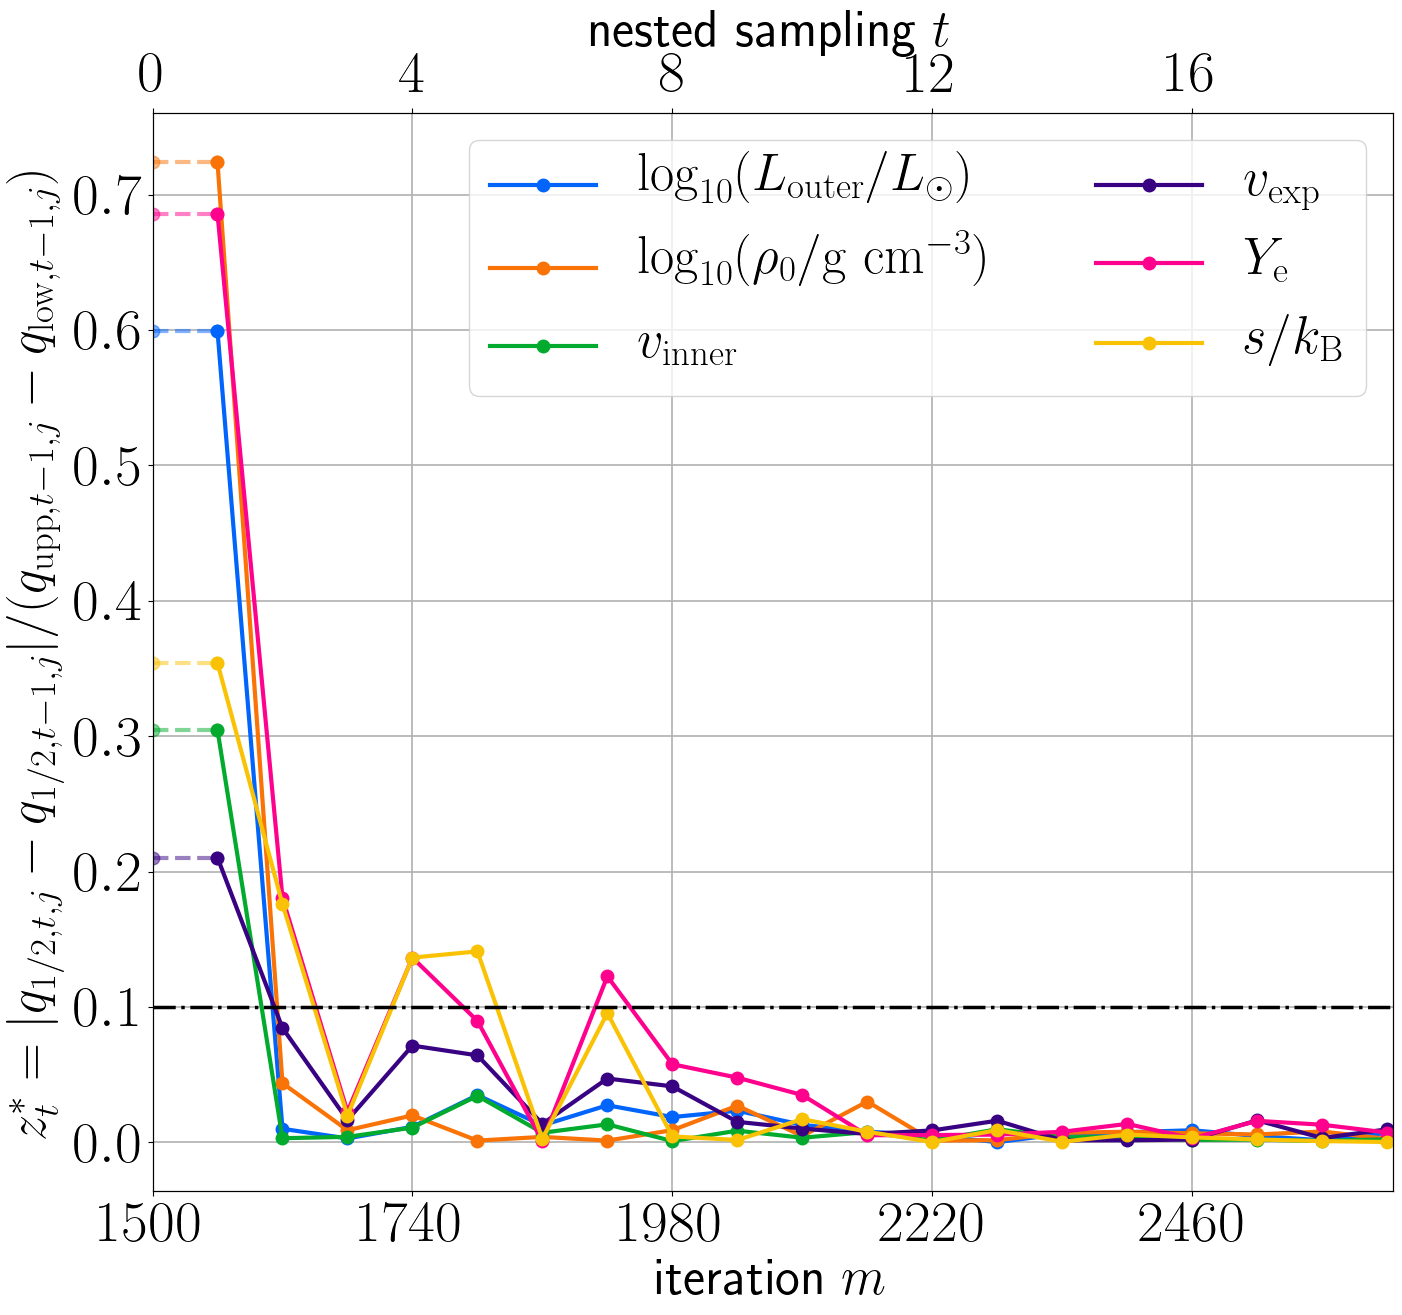 nested sampling t
0 4 8 12 16
log₁₀(L_outer/L_⊙)
log₁₀(ρ₀/g cm⁻³)
v_inner
v_exp
Y_e
s/k_B
z*_t = |q_{1/2,t,j} − q_{1/2,t−1,j}|/(q_{upp,t−1,j} − q_{low,t−1,j})
0.7
0.6
0.5
0.4
0.3
0.2
0.1
0.0
1500 1740 1980 2220 2460
iteration m